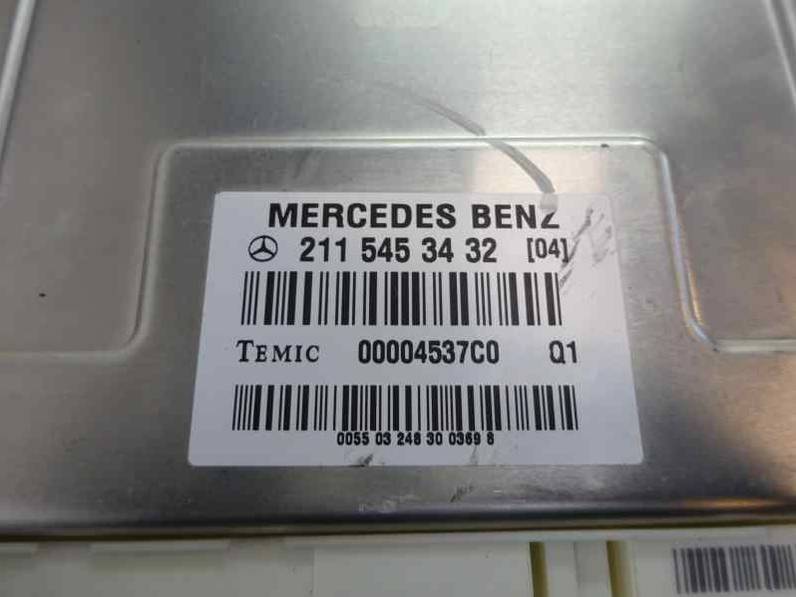 MERCEDES BENZ
211 545 34 32 [04]
TEMIC 00004537C0 Q1
0055 03 248 30 0369 8